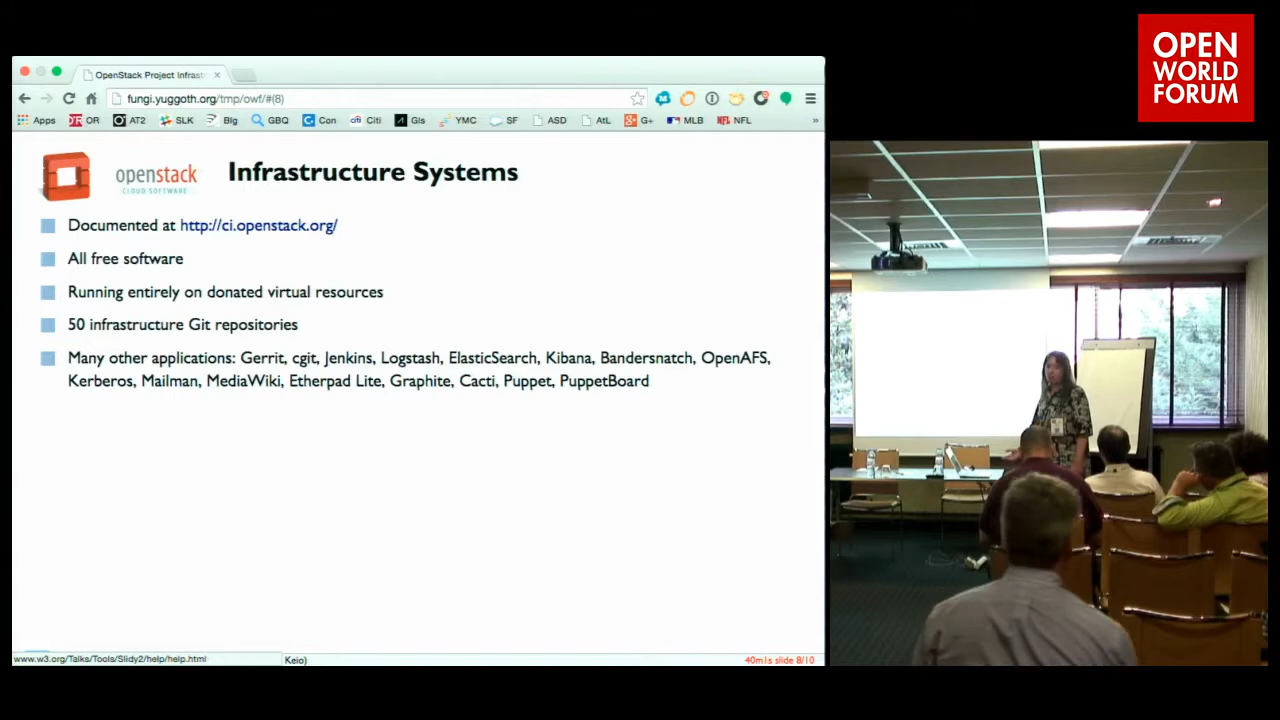 OPEN
WORLD
FORUM
OpenStack Project Infrast
fungi.yuggoth.org/tmp/owf/#(8)
Apps OR AT2 SLK Big GBQ Con Citi Gis YMC SF ASD AtL G+ MLB NFL »
openstack
CLOUD SOFTWARE
Infrastructure Systems
Documented at http://ci.openstack.org/
All free software
Running entirely on donated virtual resources
50 infrastructure Git repositories
Many other applications: Gerrit, cgit, Jenkins, Logstash, ElasticSearch, Kibana, Bandersnatch, OpenAFS,
Kerberos, Mailman, MediaWiki, Etherpad Lite, Graphite, Cacti, Puppet, PuppetBoard
www.w3.org/Talks/Tools/Slidy2/help/help.html Keio) 40m1s slide 8/10